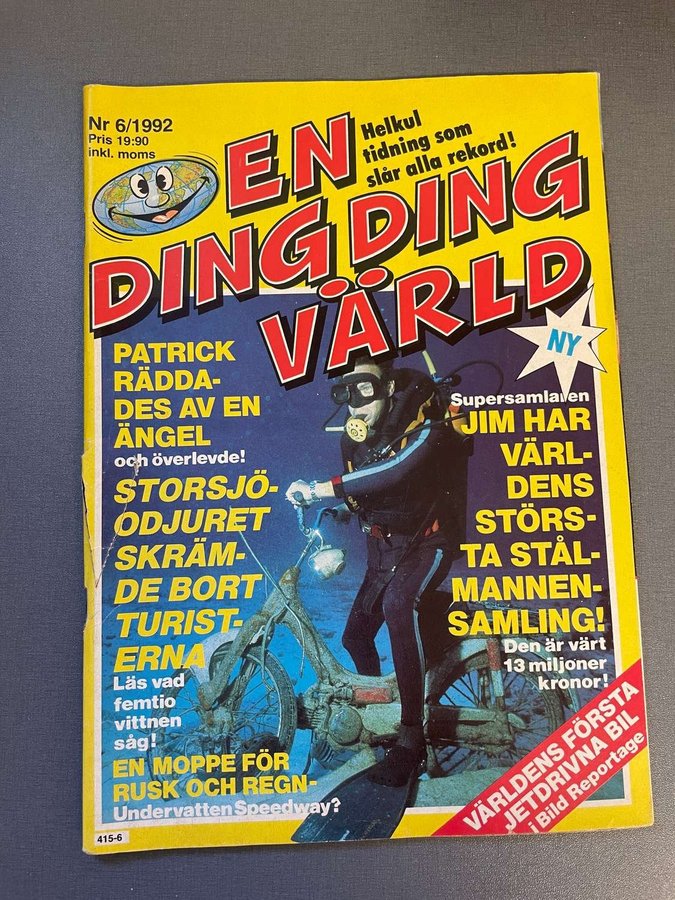 Nr 6/1992
Pris 19:90
inkl. moms
Helkul
tidning som
slår alla rekord!
EN
DING DING
VÄRLD
NY
PATRICK
RÄDDA-
DES AV EN
ÄNGEL
och överlevde!
STORSJÖ-
ODJURET
SKRÄM-
DE BORT
TURIST-
ERNA
Läs vad
femtio
vittnen
såg!
EN MOPPE FÖR
RUSK OCH REGN-
Undervatten Speedway?
Supersamlaren
JIM HAR
VÄRL-
DENS
STÖRS-
TA STÅL-
MANNEN-
SAMLING!
Den är värt
13 miljoner
kronor!
VÄRLDENS FÖRSTA
JETDRIVNA BIL
i Bild Reportage
415-6